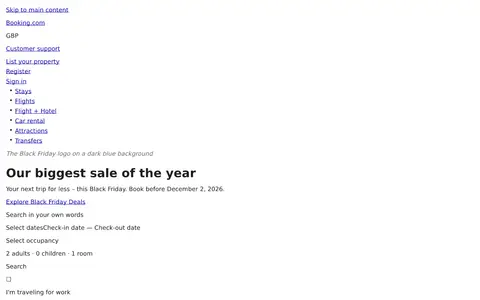 Skip to main content
Booking.com
GBP
Customer support
List your property
Register
Sign in
• Stays
• Flights
• Flight + Hotel
• Car rental
• Attractions
• Transfers
The Black Friday logo on a dark blue background
Our biggest sale of the year
Your next trip for less – this Black Friday. Book before December 2, 2026.
Explore Black Friday Deals
Search in your own words
Select datesCheck-in date — Check-out date
Select occupancy
2 adults · 0 children · 1 room
Search
I'm traveling for work